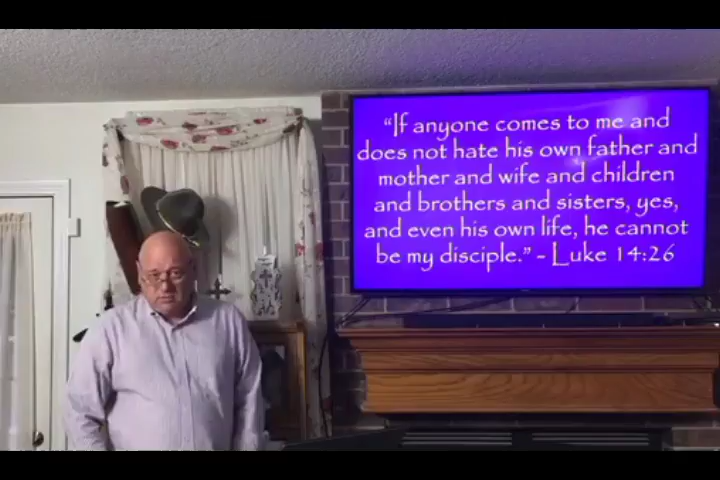 “If anyone comes to me and
does not hate his own father and
mother and wife and children
and brothers and sisters, yes,
and even his own life, he cannot
be my disciple.” - Luke 14:26